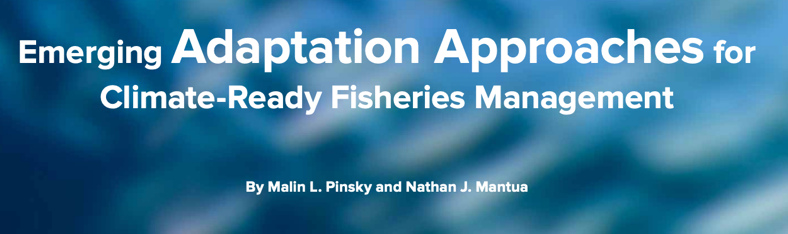 Emerging Adaptation Approaches for
Climate-Ready Fisheries Management
By Malin L. Pinsky and Nathan J. Mantua